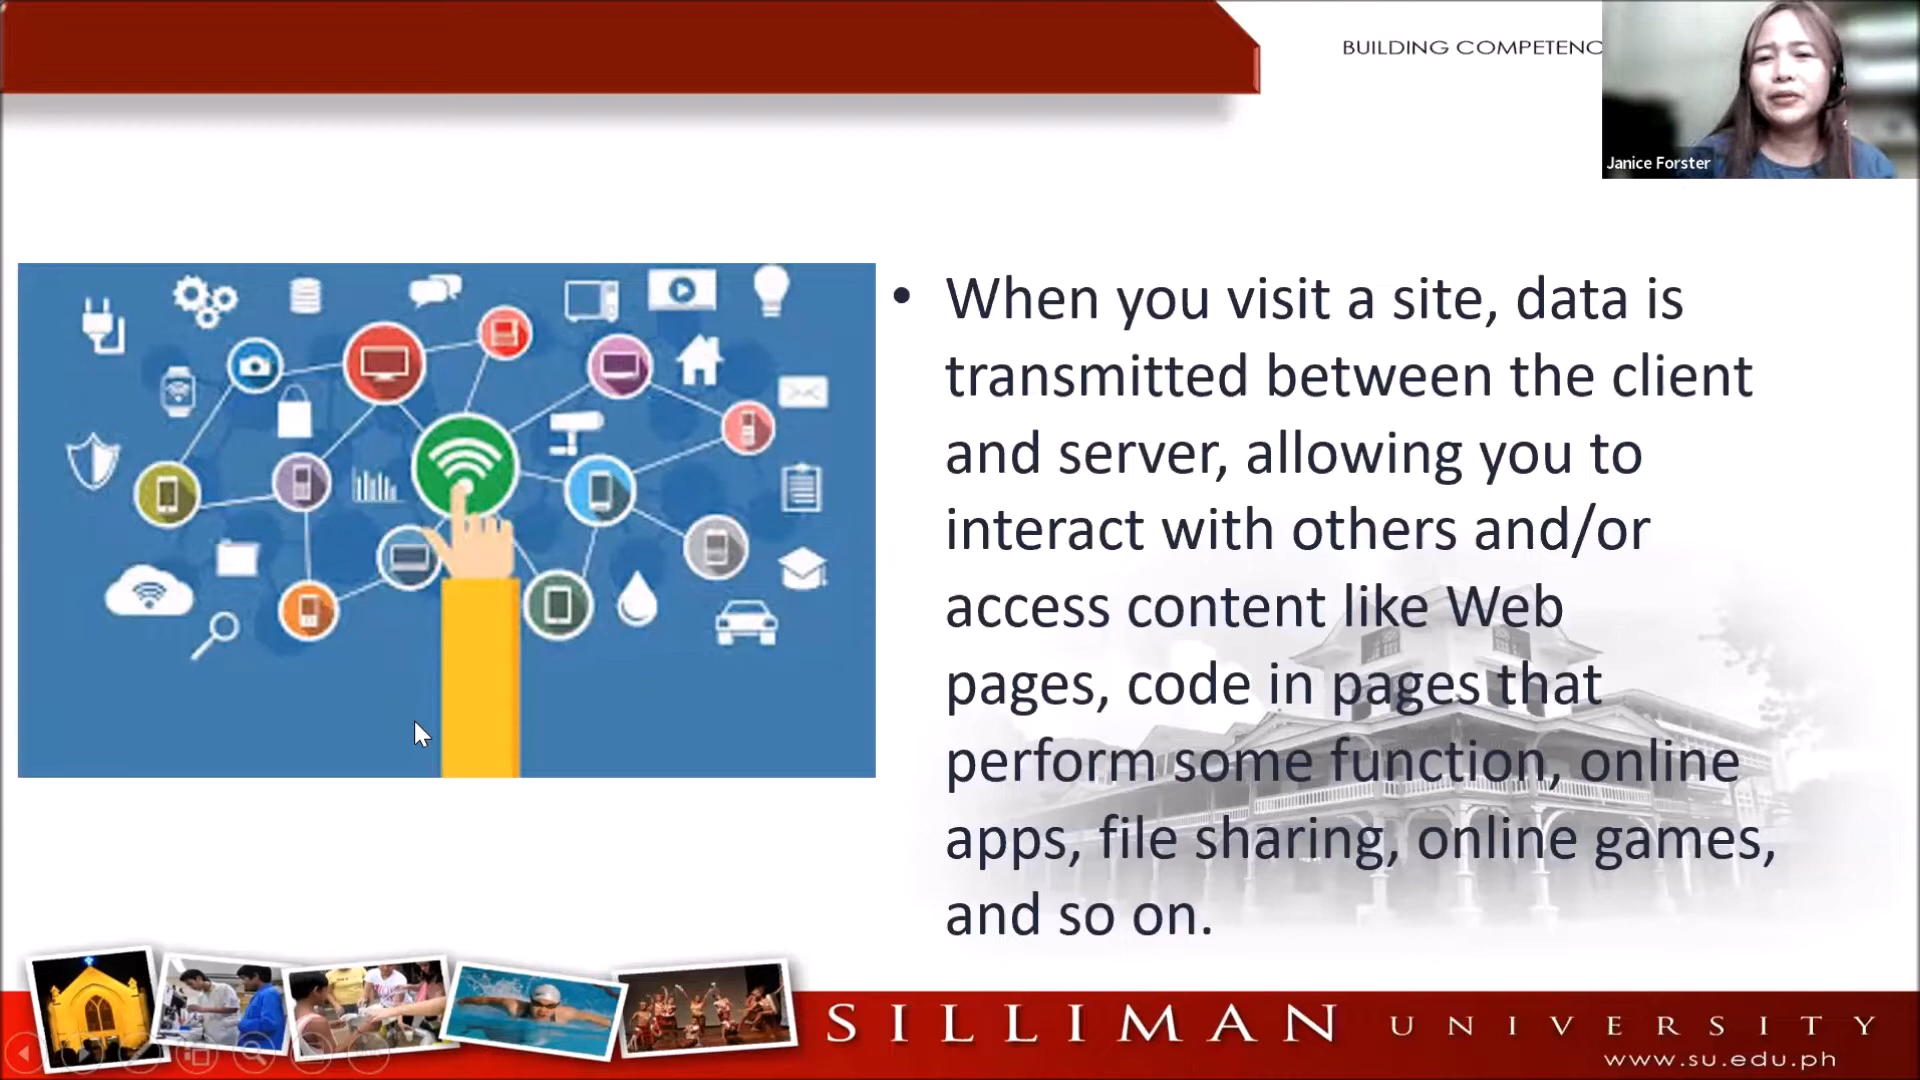 BUILDING COMPETENC
Janice Forster
• When you visit a site, data is
transmitted between the client
and server, allowing you to
interact with others and/or
access content like Web
pages, code in pages that
perform some function, online
apps, file sharing, online games,
and so on.
SILLIMAN UNIVERSITY
www.su.edu.ph